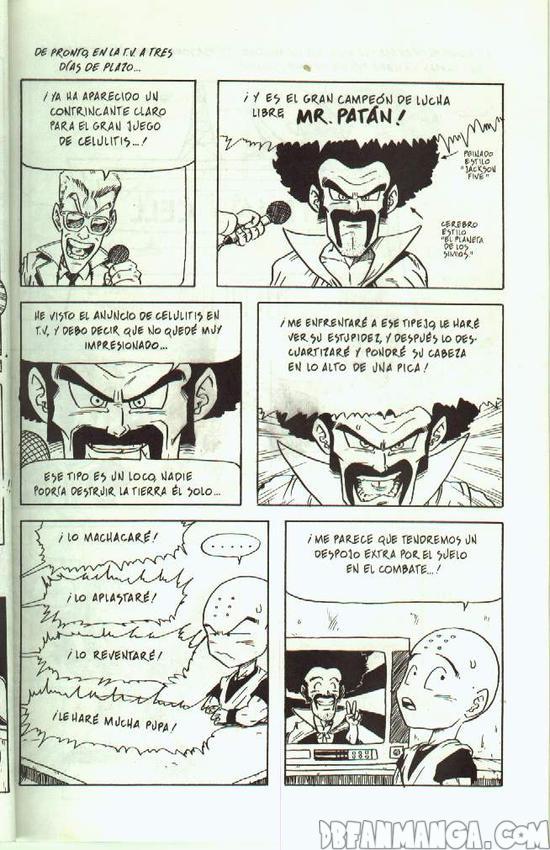 DE PRONTO, EN LA T.V. A TRES
DÍAS DE PLAZO...
¡YA HA APARECIDO UN
CONTRINCANTE CLARO
PARA EL GRAN JUEGO
DE CELULITIS...!
¡Y ES EL GRAN CAMPEÓN DE LUCHA
LIBRE MR. PATÁN!
PEINADO
ESTILO
"JACKSON
FIVE"
CEREBRO
ESTILO
"EL PLANETA
DE LOS
SIMIOS"
HE VISTO EL ANUNCIO DE CELULITIS EN
T.V., Y DEBO DECIR QUE NO QUEDÉ MUY
IMPRESIONADO...
ESE TIPO ES UN LOCO, NADIE
PODRÍA DESTRUIR LA TIERRA ÉL SOLO...
¡ME ENFRENTARÉ A ESE TIPEJO, LE HARÉ
VER SU ESTUPIDEZ, Y DESPUÉS LO DES-
CUARTIZARÉ Y PONDRÉ SU CABEZA
EN LO ALTO DE UNA PICA!
¡LO MACHACARÉ!
......
¡LO APLASTARÉ!
¡LO REVENTARÉ!
¡LE HARÉ MUCHA PUPA!
¡ME PARECE QUE TENDREMOS UN
DESPOJO EXTRA POR EL SUELO
EN EL COMBATE...!
DBFANMANGA.COM